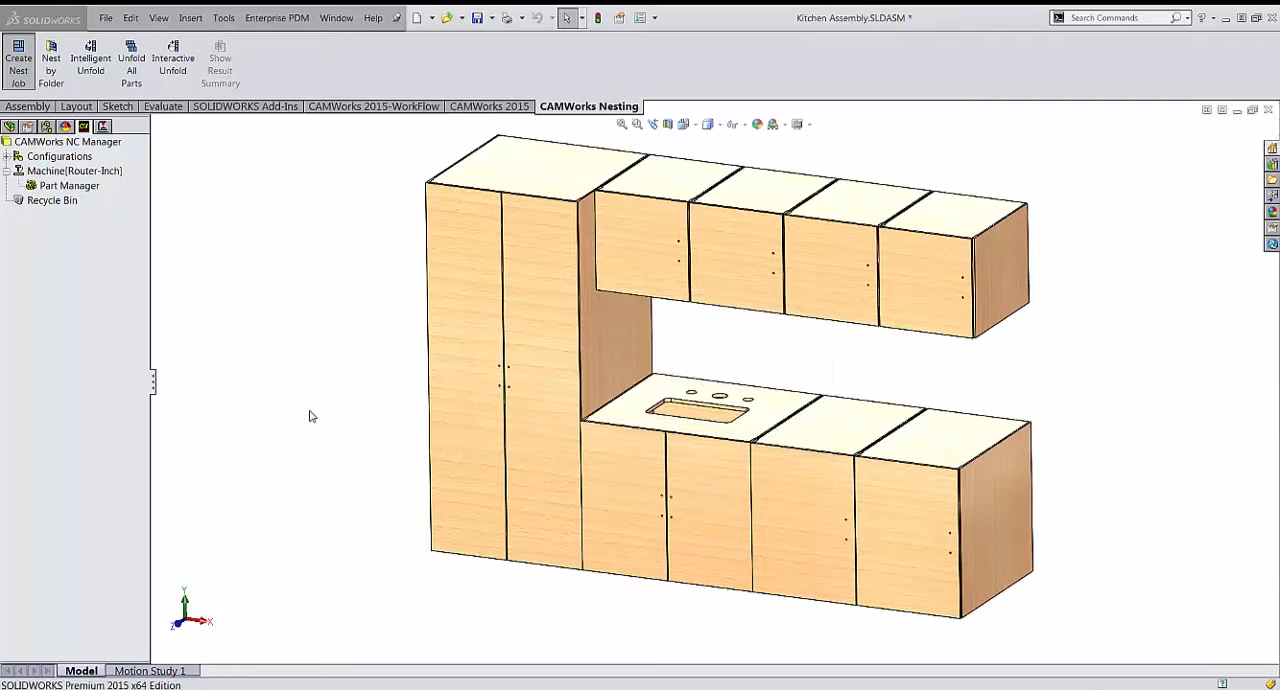 SOLIDWORKS File Edit View Insert Tools Enterprise PDM Window Help Kitchen Assembly.SLDASM * Search Commands
Create Nest Job
Nest by Folder
Intelligent Unfold
Unfold All Parts
Interactive Unfold
Show Result Summary
Assembly Layout Sketch Evaluate SOLIDWORKS Add-Ins CAMWorks 2015-WorkFlow CAMWorks 2015 CAMWorks Nesting
CAMWorks NC Manager
Configurations
Machine[Router-Inch]
Part Manager
Recycle Bin
Y
X
Z
Model Motion Study 1
SOLIDWORKS Premium 2015 x64 Edition